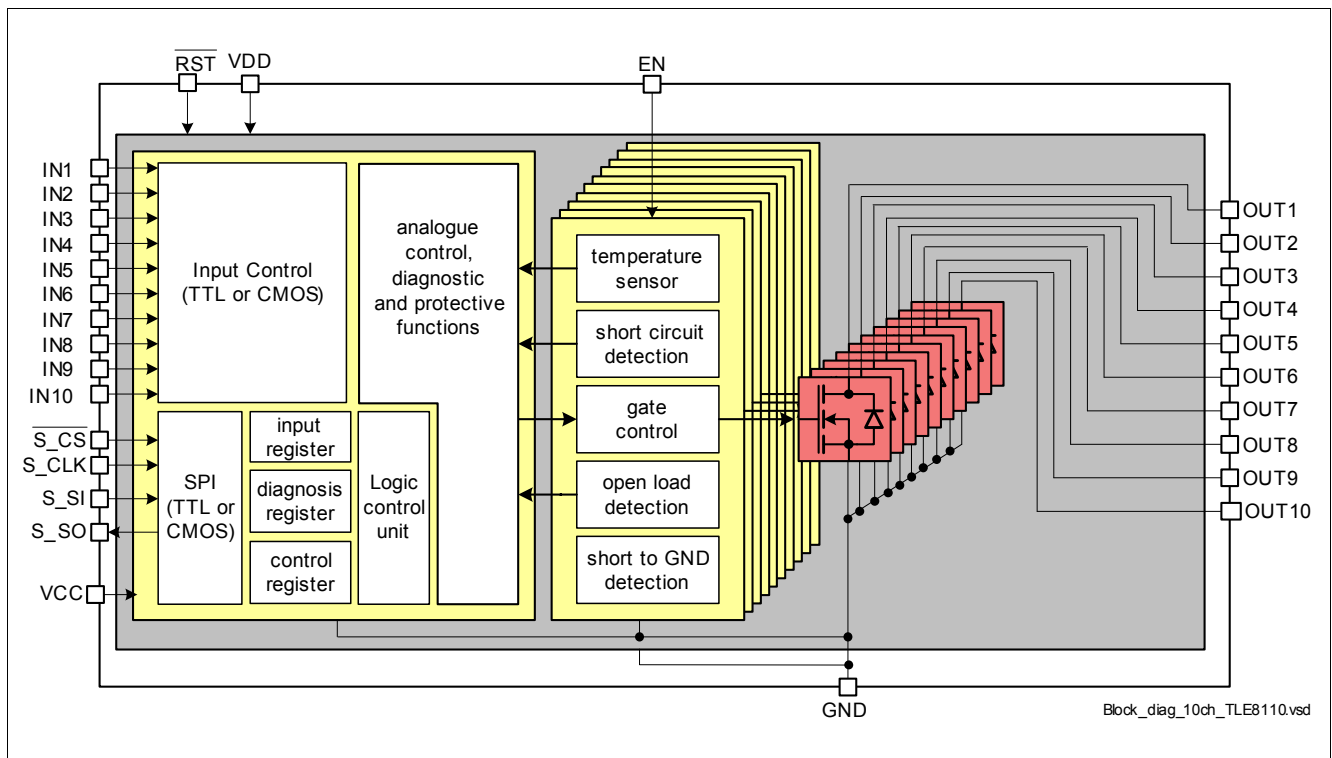 RST
VDD
EN
IN1
IN2
IN3
IN4
IN5
IN6
IN7
IN8
IN9
IN10
S_CS
S_CLK
S_SI
S_SO
VCC
Input Control
(TTL or CMOS)
analogue
control,
diagnostic
and protective
functions
SPI
(TTL or
CMOS)
input
register
diagnosis
register
control
register
Logic
control
unit
temperature
sensor
short circuit
detection
gate
control
open load
detection
short to GND
detection
OUT1
OUT2
OUT3
OUT4
OUT5
OUT6
OUT7
OUT8
OUT9
OUT10
GND
Block_diag_10ch_TLE8110.vsd